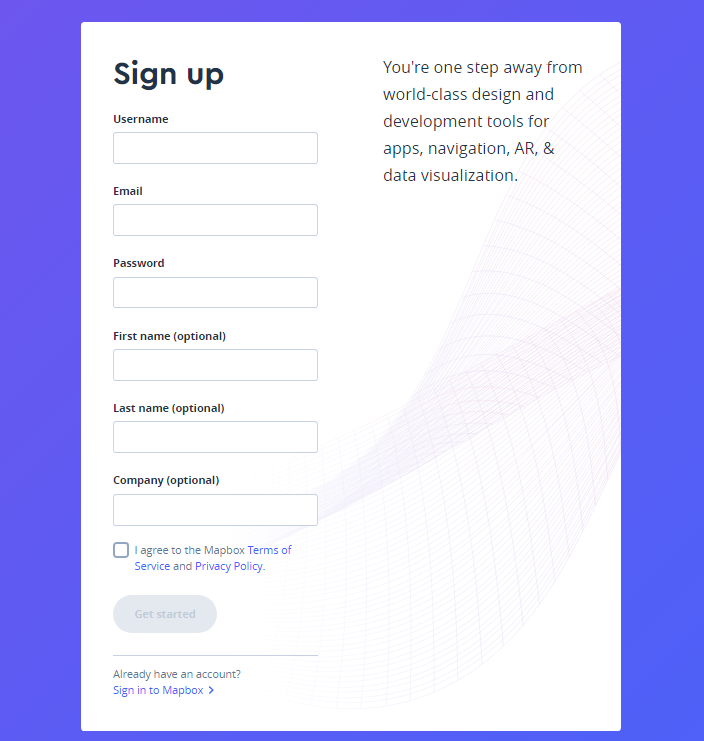 Sign up
Username
Email
Password
First name (optional)
Last name (optional)
Company (optional)
I agree to the Mapbox Terms of
Service and Privacy Policy.
Get started
Already have an account?
Sign in to Mapbox
You're one step away from
world-class design and
development tools for
apps, navigation, AR, &
data visualization.